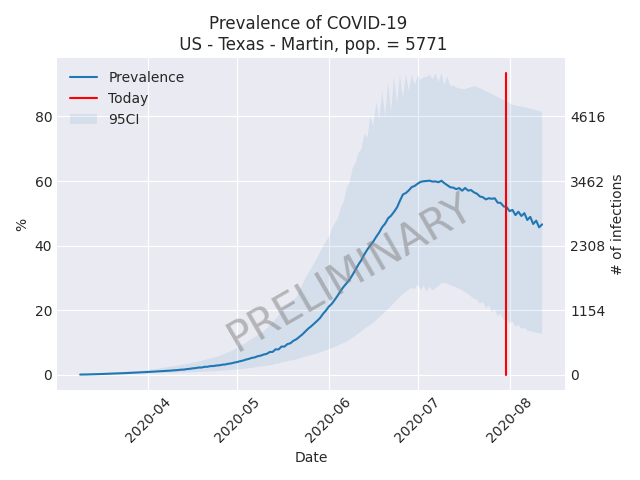 Prevalence of COVID-19
US - Texas - Martin, pop. = 5771
Prevalence
Today
95CI
80
60
40
20
0
%
4616
3462
2308
1154
0
# of infections
PRELIMINARY
2020-04
2020-05
2020-06
2020-07
2020-08
Date